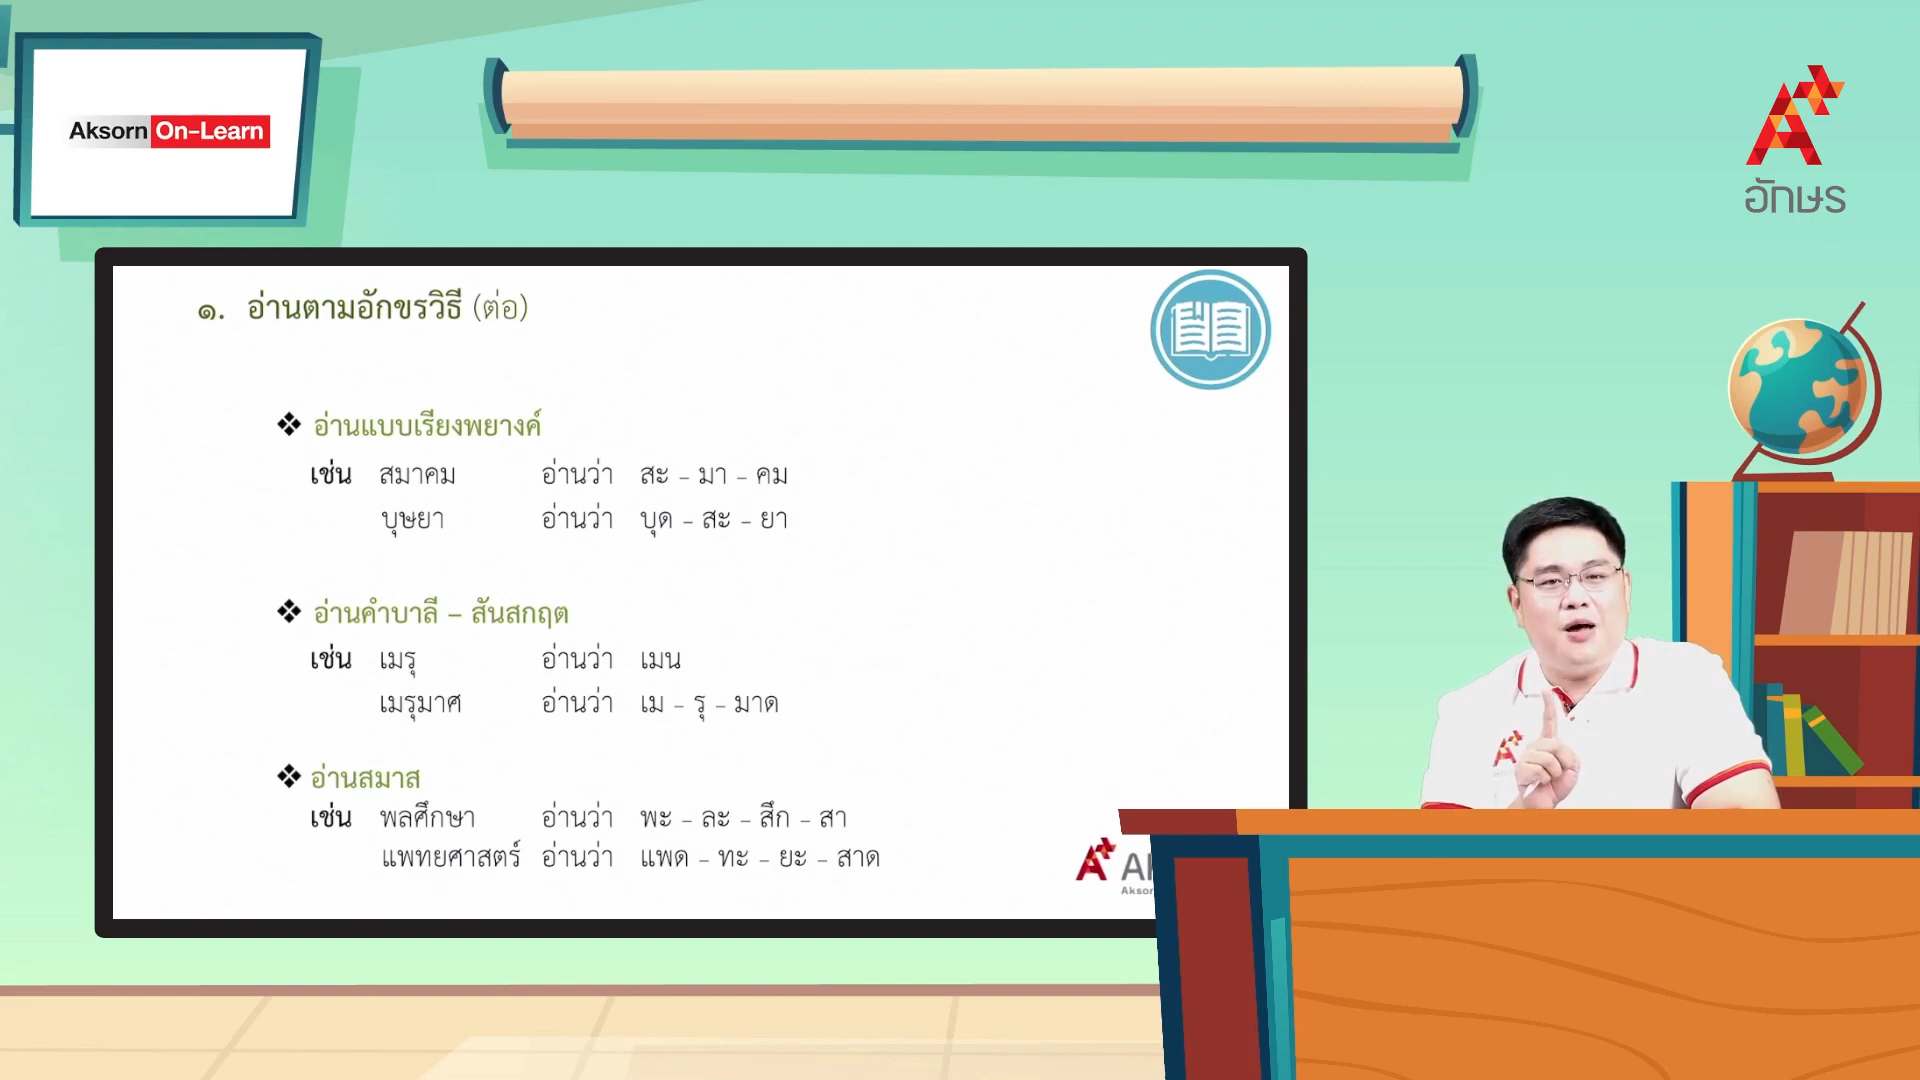 Aksorn On-Learn
อักษร
๑. อ่านตามอักขรวิธี (ต่อ)
❖ อ่านแบบเรียงพยางค์
เช่น สมาคม อ่านว่า สะ – มา – คม
บุษยา อ่านว่า บุด – สะ – ยา
❖ อ่านคำบาลี – สันสกฤต
เช่น เมรุ อ่านว่า เมน
เมรุมาศ อ่านว่า เม – รุ – มาด
❖ อ่านสมาส
เช่น พลศึกษา อ่านว่า พะ – ละ – สึก – สา
แพทยศาสตร์ อ่านว่า แพด – ทะ – ยะ – สาด